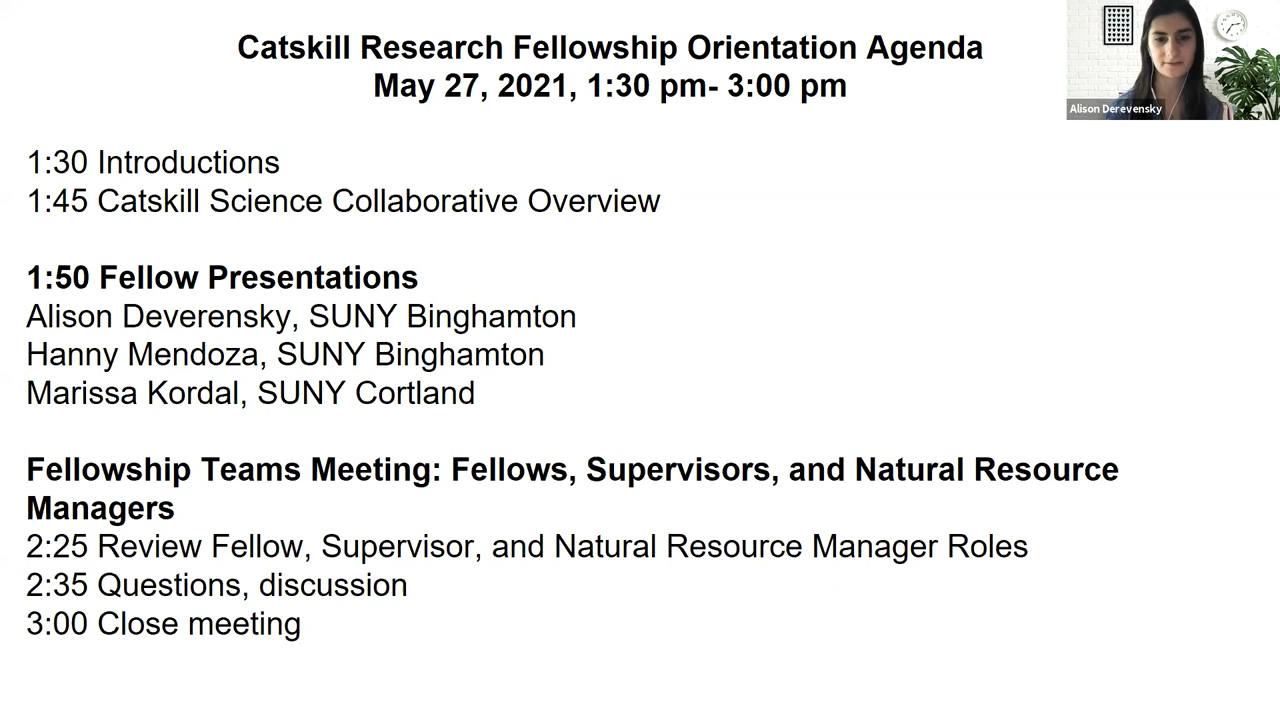 Catskill Research Fellowship Orientation Agenda
May 27, 2021, 1:30 pm- 3:00 pm
Alison Derevensky
1:30 Introductions
1:45 Catskill Science Collaborative Overview
1:50 Fellow Presentations
Alison Deverensky, SUNY Binghamton
Hanny Mendoza, SUNY Binghamton
Marissa Kordal, SUNY Cortland
Fellowship Teams Meeting: Fellows, Supervisors, and Natural Resource
Managers
2:25 Review Fellow, Supervisor, and Natural Resource Manager Roles
2:35 Questions, discussion
3:00 Close meeting